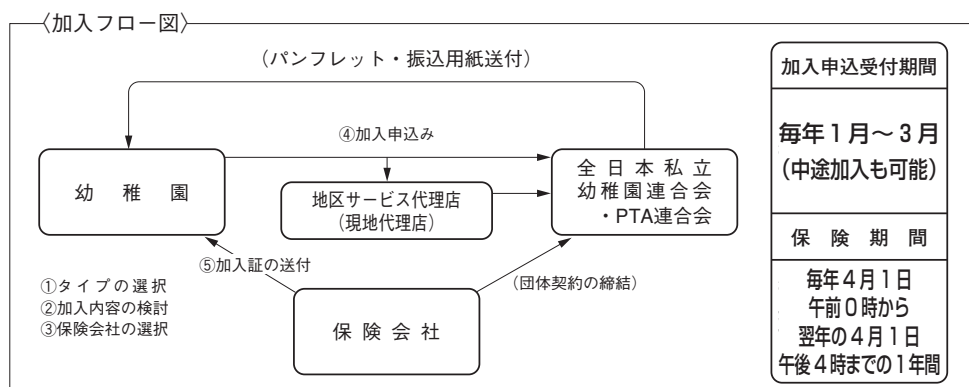 〈加入フロー図〉
(パンフレット・振込用紙送付)
④加入申込み
幼稚園
全日本私立
幼稚園連合会
・PTA連合会
地区サービス代理店
(現地代理店)
⑤加入証の送付
(団体契約の締結)
①タイプの選択
②加入内容の検討
③保険会社の選択
保険会社
加入申込受付期間
毎年1月~3月
(中途加入も可能)
保険期間
毎年4月1日
午前0時から
翌年の4月1日
午後4時までの1年間